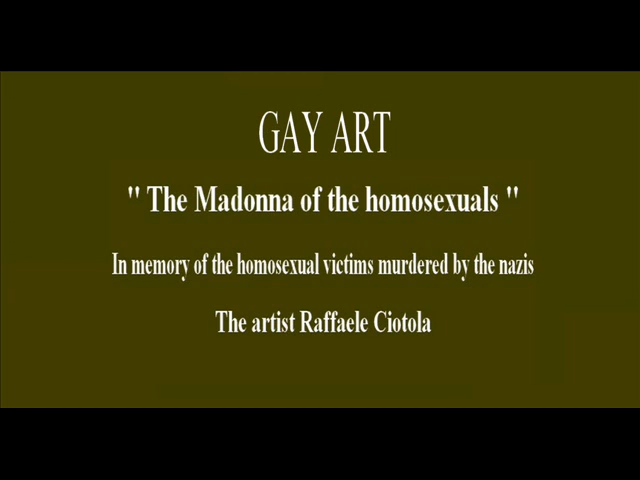 GAY ART
" The Madonna of the homosexuals "
In memory of the homosexual victims murdered by the nazis
The artist Raffaele Ciotola